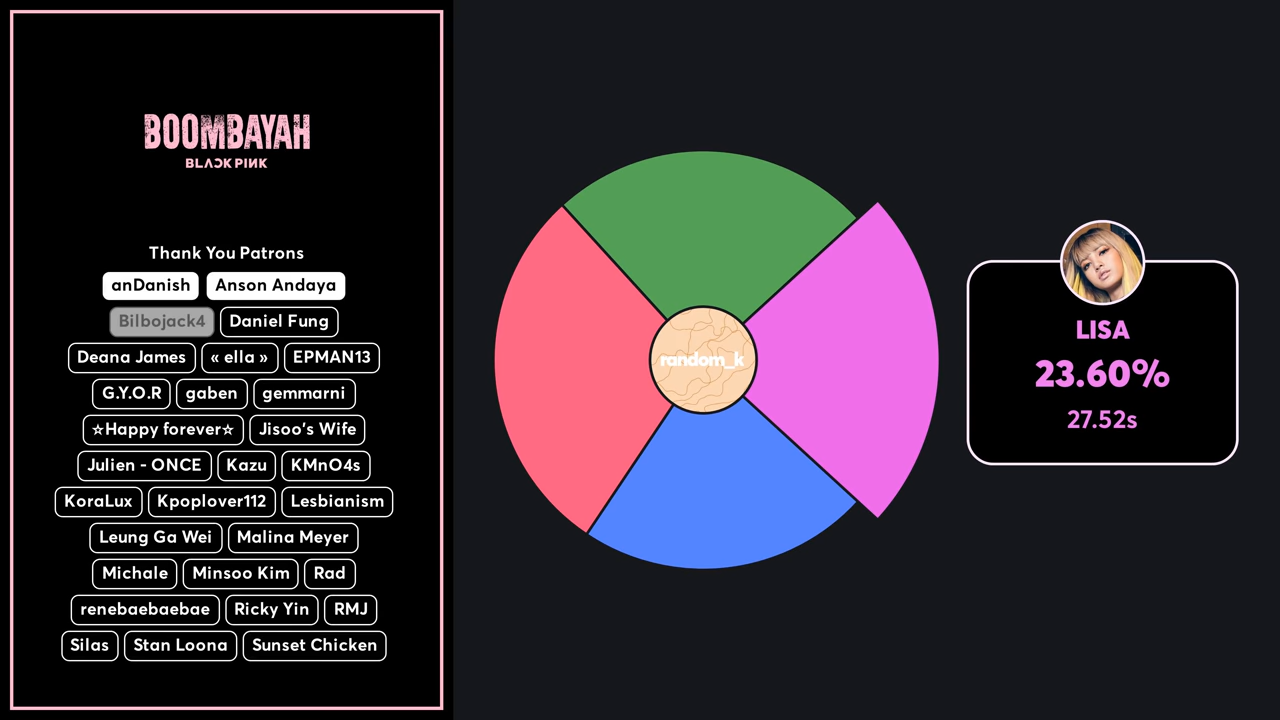 BOOMBAYAH
BLACKPINK
Thank You Patrons
anDanish Anson Andaya
Bilbojack4 Daniel Fung
Deana James « ella » EPMAN13
G.Y.O.R gaben gemmarni
☆Happy forever☆ Jisoo's Wife
Julien - ONCE Kazu KMnO4s
KoraLux Kpoplover112 Lesbianism
Leung Ga Wei Malina Meyer
Michale Minsoo Kim Rad
renebaebaebae Ricky Yin RMJ
Silas Stan Loona Sunset Chicken
random_k
LISA
23.60%
27.52s